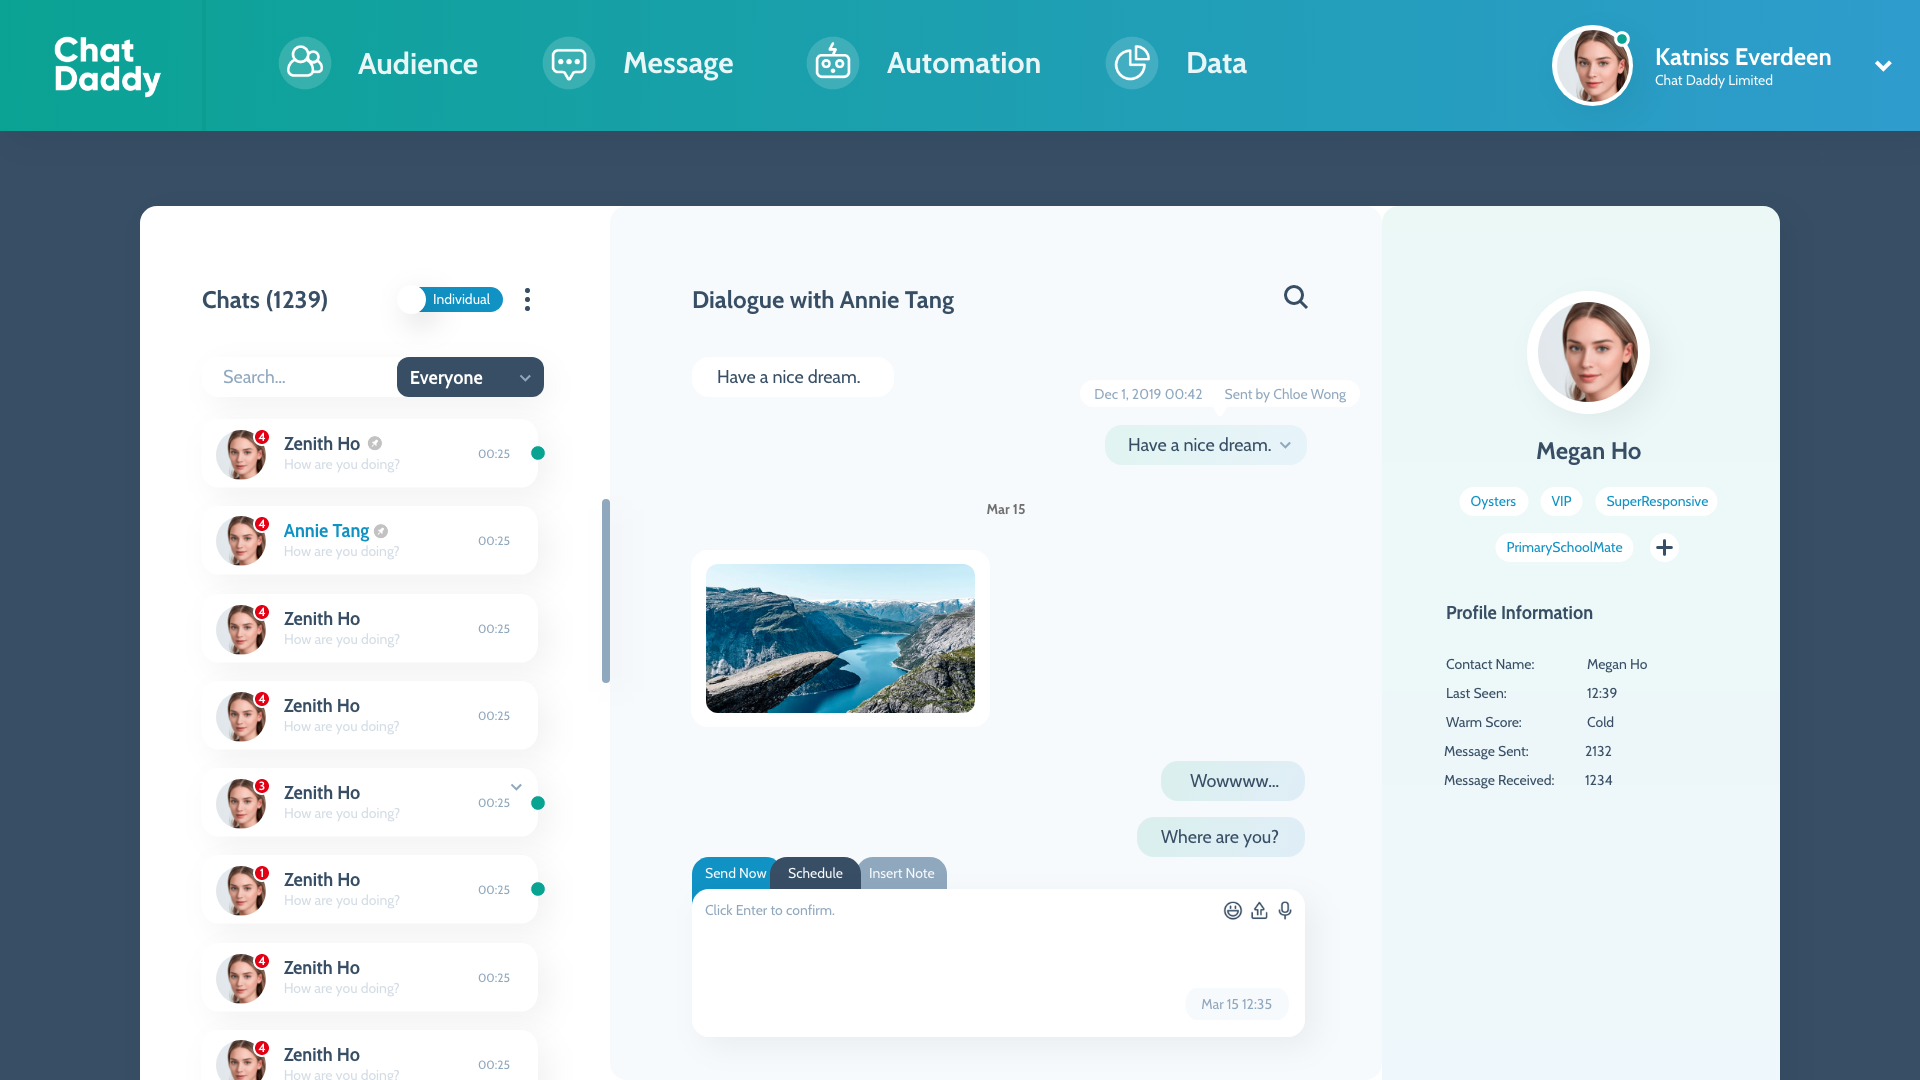 Chat
Daddy
Audience
Message
Automation
Data
Katniss Everdeen
Chat Daddy Limited
Chats (1239)
Individual
Search...
Everyone
4
Zenith Ho
How are you doing?
00:25
4
Annie Tang
How are you doing?
00:25
4
Zenith Ho
How are you doing?
00:25
4
Zenith Ho
How are you doing?
00:25
3
Zenith Ho
How are you doing?
00:25
1
Zenith Ho
How are you doing?
00:25
4
Zenith Ho
How are you doing?
00:25
4
Zenith Ho
How are you doing?
00:25
Dialogue with Annie Tang
Have a nice dream.
Dec 1, 2019 00:42 Sent by Chloe Wong
Have a nice dream.
Mar 15
Wowwww...
Where are you?
Send Now
Schedule
Insert Note
Click Enter to confirm.
Mar 15 12:35
Megan Ho
Oysters
VIP
SuperResponsive
PrimarySchoolMate
Profile Information
Contact Name: Megan Ho
Last Seen: 12:39
Warm Score: Cold
Message Sent: 2132
Message Received: 1234